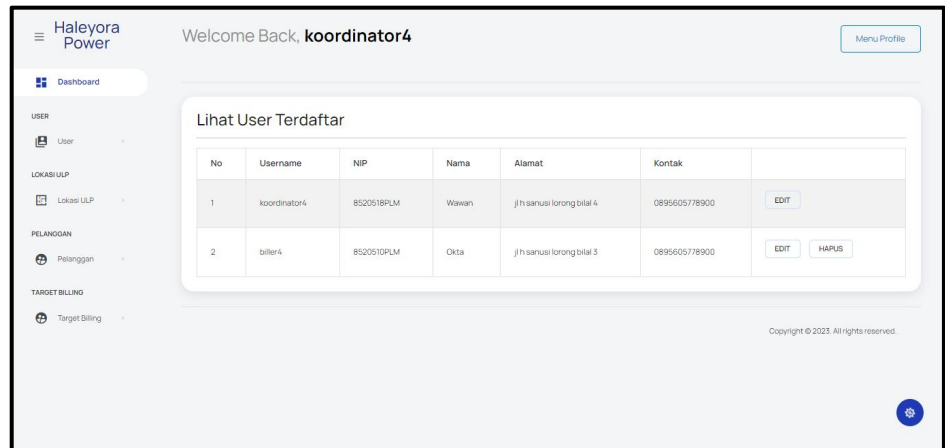 Haleyora
Power
Welcome Back, koordinator4
Menu Profile
Dashboard
USER
User
LOKASI ULP
Lokasi ULP
PELANGGAN
Pelanggan
TARGET BILLING
Target Billing
Lihat User Terdaftar
No Username NIP Nama Alamat Kontak
1 koordinator4 8520518PLM Wawan jl h sanusi lorong bilal 4 0895605778900 EDIT
2 biller4 8520510PLM Okta jl h sanusi lorong bilal 3 0895605778900 EDIT HAPUS
Copyright © 2023. All rights reserved.